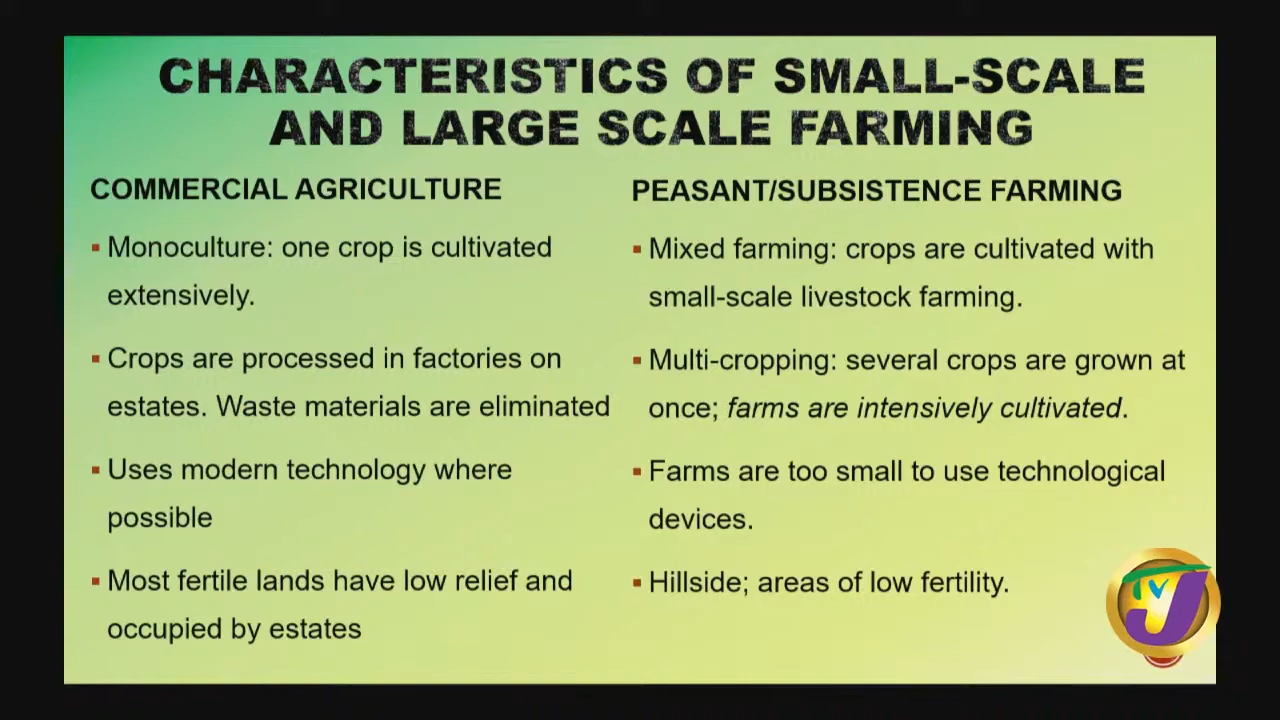 CHARACTERISTICS OF SMALL-SCALE
AND LARGE SCALE FARMING
COMMERCIAL AGRICULTURE
▪ Monoculture: one crop is cultivated
extensively.
▪ Crops are processed in factories on
estates. Waste materials are eliminated
▪ Uses modern technology where
possible
▪ Most fertile lands have low relief and
occupied by estates
PEASANT/SUBSISTENCE FARMING
▪ Mixed farming: crops are cultivated with
small-scale livestock farming.
▪ Multi-cropping: several crops are grown at
once; farms are intensively cultivated.
▪ Farms are too small to use technological
devices.
▪ Hillside; areas of low fertility.
TVJ